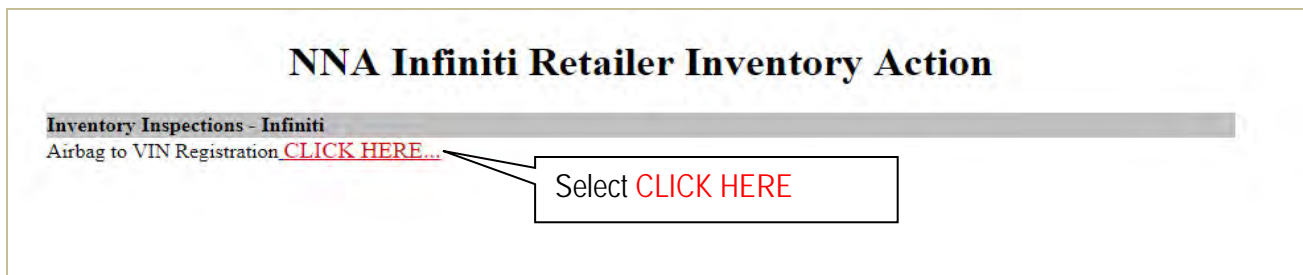 NNA Infiniti Retailer Inventory Action
Inventory Inspections - Infiniti
Airbag to VIN Registration CLICK HERE...
Select CLICK HERE